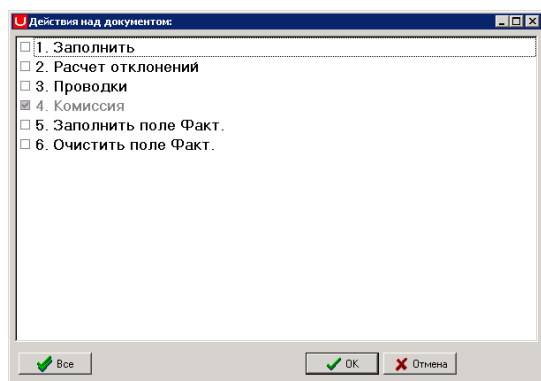 Действия над документом:
1. Заполнить
2. Расчет отклонений
3. Проводки
4. Комиссия
5. Заполнить поле Факт.
6. Очистить поле Факт.
Все
OK
Отмена